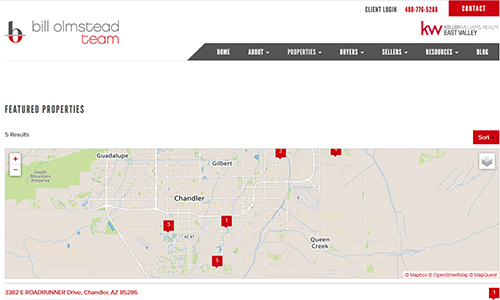 CLIENT LOGIN 480-776-5288 CONTACT
bill olmstead
team
kw KELLERWILLIAMS. REALTY
EAST VALLEY
HOME ABOUT PROPERTIES BUYERS SELLERS RESOURCES BLOG
FEATURED PROPERTIES
5 Results
Sort
+
−
Guadalupe
South
Mountain
Preserve
Gilbert
2
Chandler
3
1
AZ 87
Queen
Creek
5
© Mapbox © OpenStreetMap © MapQuest
3382 E ROADRUNNER Drive, Chandler, AZ 85286
1